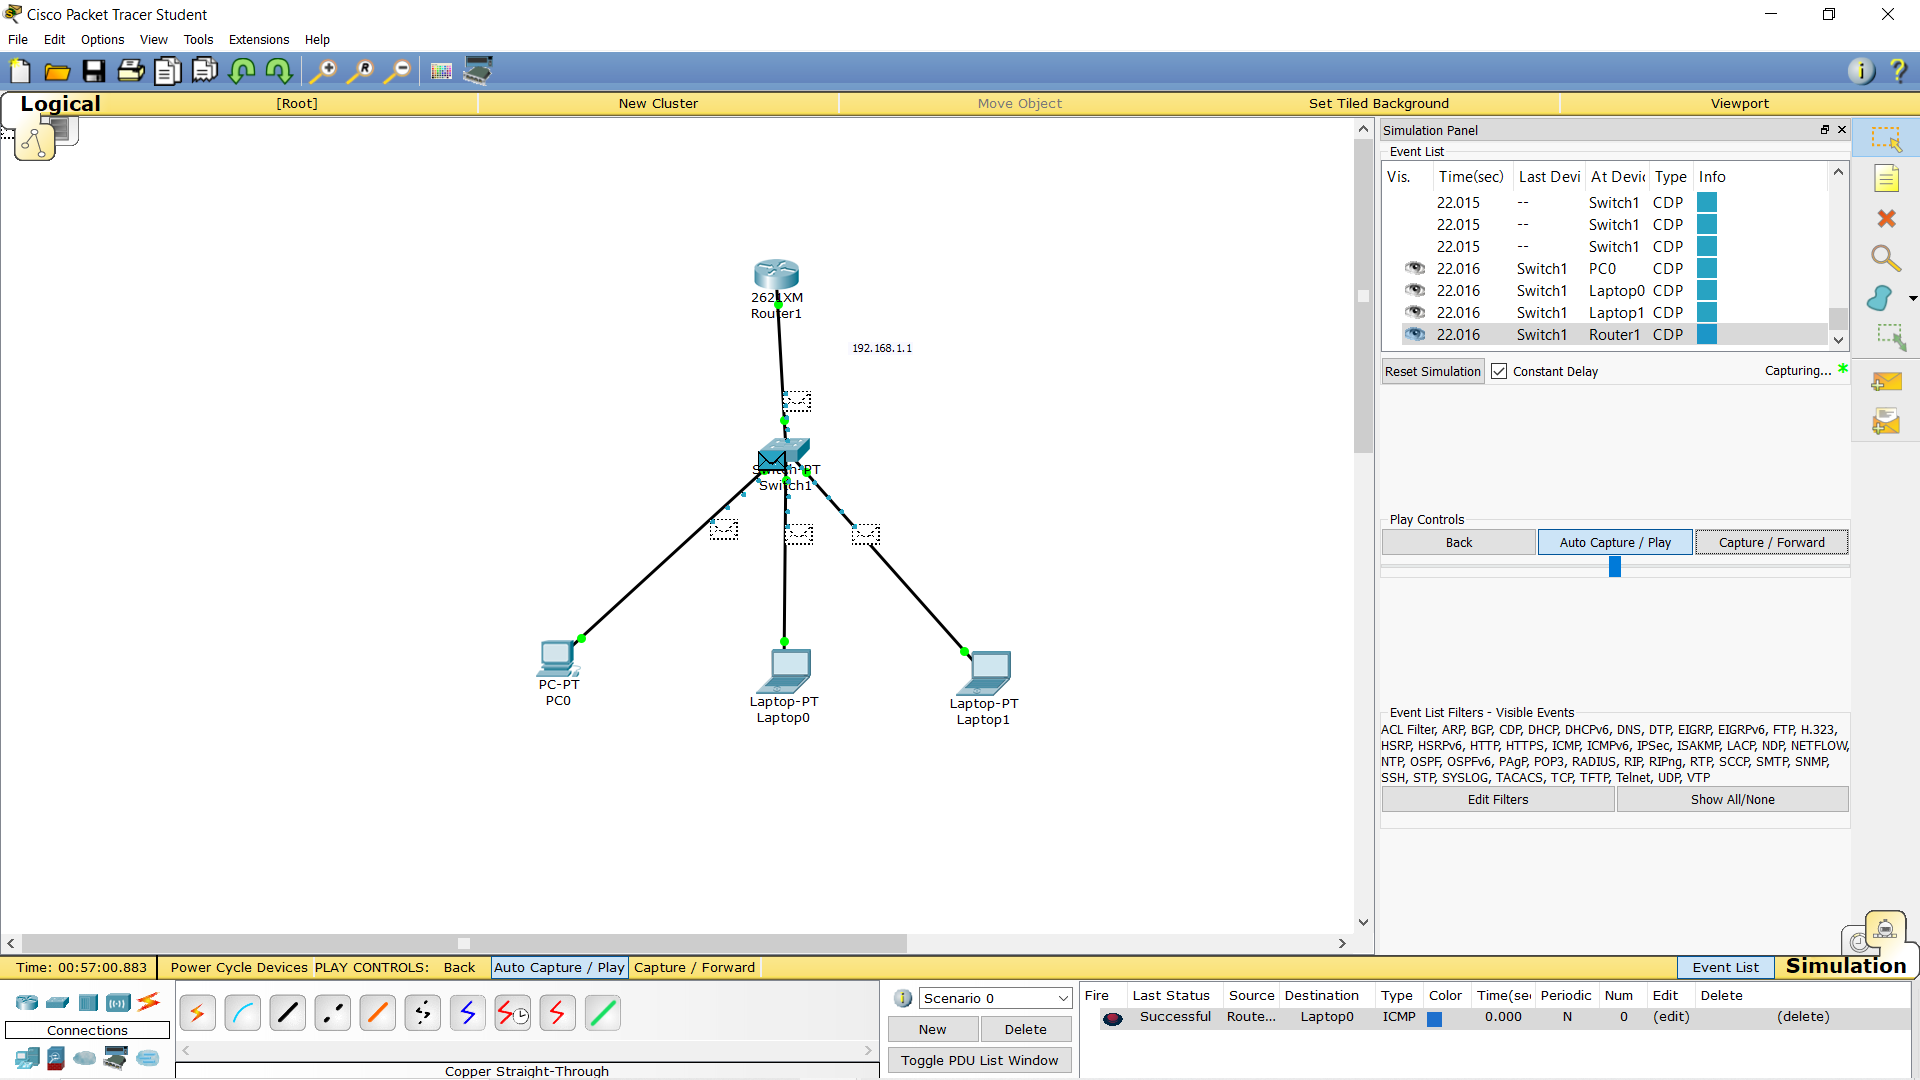 Cisco Packet Tracer Student
File Edit Options View Tools Extensions Help
Logical [Root] New Cluster Move Object Set Tiled Background Viewport
2621XM
Router1
192.168.1.1
Switch-PT
Switch1
PC-PT
PC0
Laptop-PT
Laptop0
Laptop-PT
Laptop1
Simulation Panel
Event List
Vis. Time(sec) Last Devi At Devic Type Info
22.015 -- Switch1 CDP
22.015 -- Switch1 CDP
22.015 -- Switch1 CDP
22.016 Switch1 PC0 CDP
22.016 Switch1 Laptop0 CDP
22.016 Switch1 Laptop1 CDP
22.016 Switch1 Router1 CDP
Reset Simulation Constant Delay Capturing... *
Play Controls
Back Auto Capture / Play Capture / Forward
Event List Filters - Visible Events
ACL Filter, ARP, BGP, CDP, DHCP, DHCPv6, DNS, DTP, EIGRP, EIGRPv6, FTP, H.323,
HSRP, HSRPv6, HTTP, HTTPS, ICMP, ICMPv6, IPSec, ISAKMP, LACP, NDP, NETFLOW,
NTP, OSPF, OSPFv6, PAgP, POP3, RADIUS, RIP, RIPng, RTP, SCCP, SMTP, SNMP,
SSH, STP, SYSLOG, TACACS, TCP, TFTP, Telnet, UDP, VTP
Edit Filters Show All/None
Time: 00:57:00.883 Power Cycle Devices PLAY CONTROLS: Back Auto Capture / Play Capture / Forward Event List Simulation
Connections
Copper Straight-Through
Scenario 0
New Delete
Toggle PDU List Window
Fire Last Status Source Destination Type Color Time(sec Periodic Num Edit Delete
Successful Route... Laptop0 ICMP 0.000 N 0 (edit) (delete)